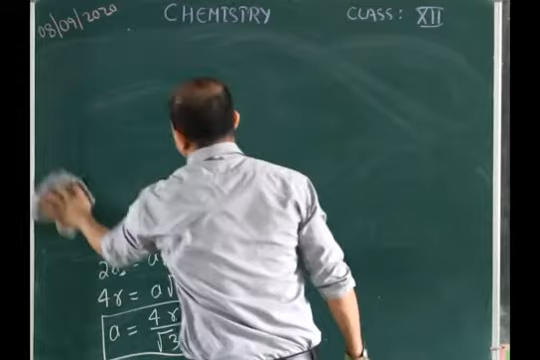 08/09/2020 CHEMISTRY CLASS: XII
4r = a√
a = 4r/√3